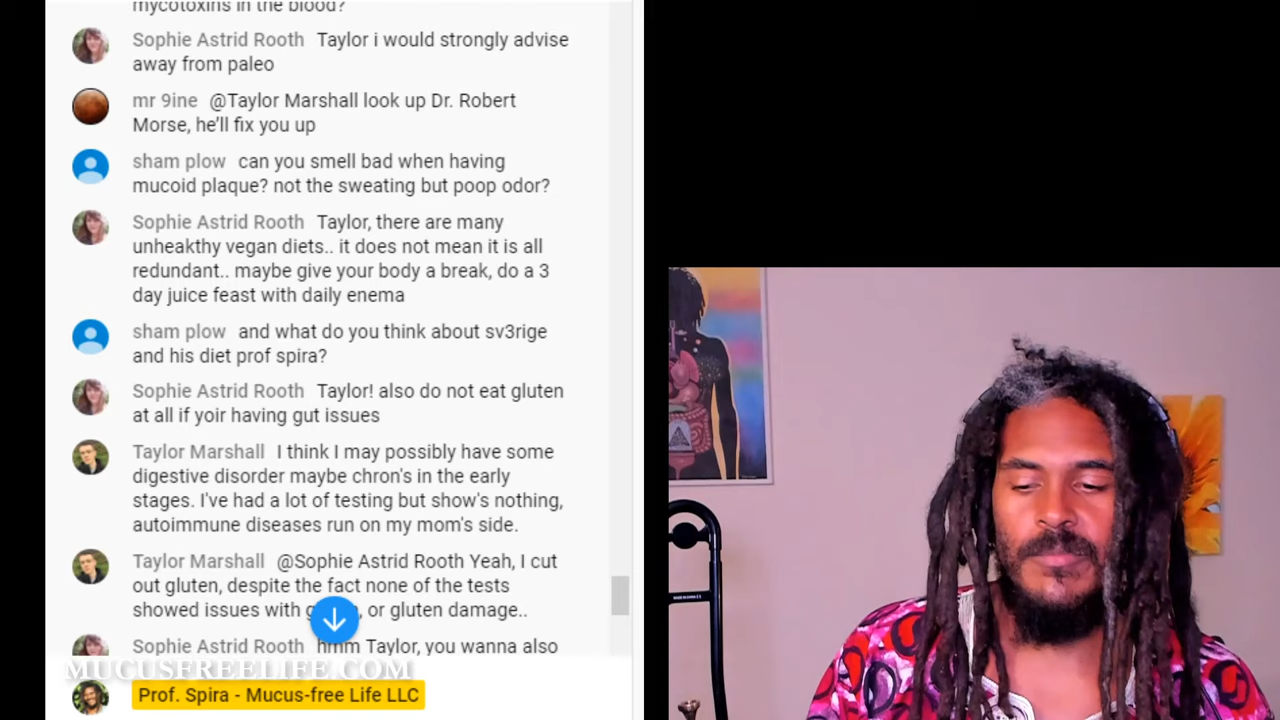 mycotoxins in the blood?
Sophie Astrid Rooth Taylor i would strongly advise
away from paleo
mr 9ine @Taylor Marshall look up Dr. Robert
Morse, he'll fix you up
sham plow can you smell bad when having
mucoid plaque? not the sweating but poop odor?
Sophie Astrid Rooth Taylor, there are many
unheakthy vegan diets.. it does not mean it is all
redundant.. maybe give your body a break, do a 3
day juice feast with daily enema
sham plow and what do you think about sv3rige
and his diet prof spira?
Sophie Astrid Rooth Taylor! also do not eat gluten
at all if yoir having gut issues
Taylor Marshall I think I may possibly have some
digestive disorder maybe chron's in the early
stages. I've had a lot of testing but show's nothing,
autoimmune diseases run on my mom's side.
Taylor Marshall @Sophie Astrid Rooth Yeah, I cut
out gluten, despite the fact none of the tests
showed issues with or gluten damage..
Sophie Astrid Rooth hmm Taylor, you wanna also
MUCUSFREELIFE.COM
Prof. Spira - Mucus-free Life LLC